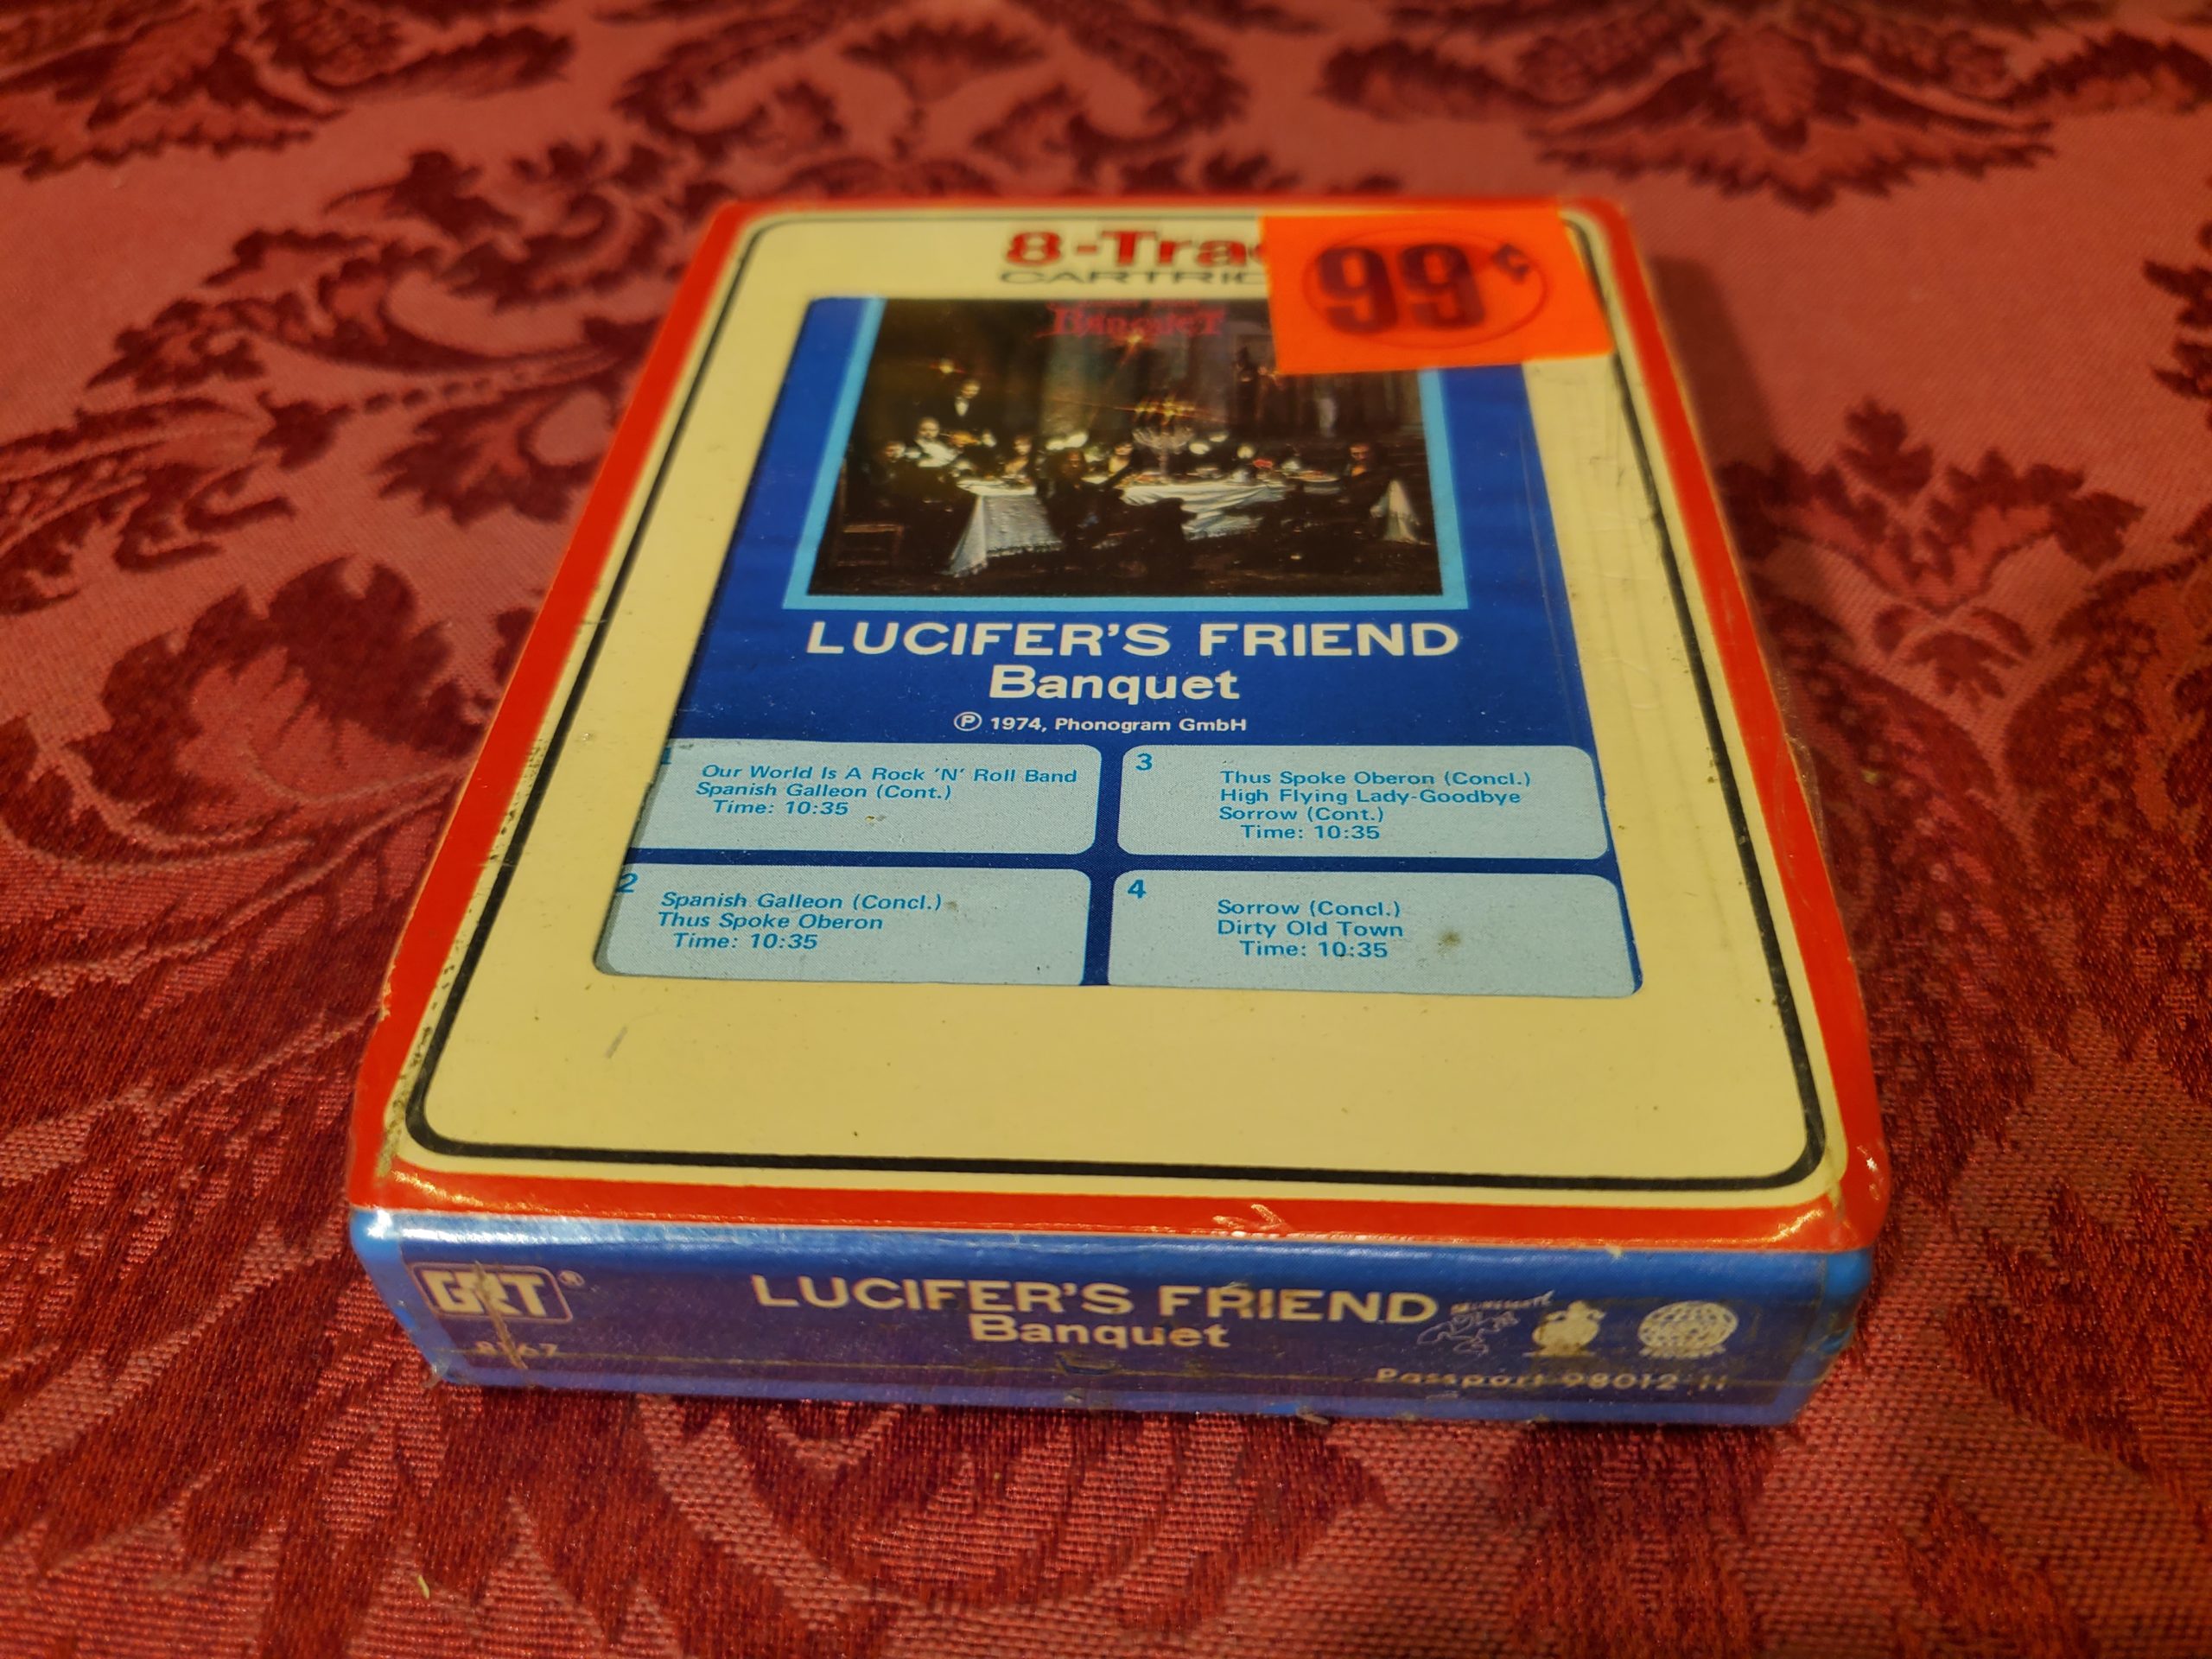 8-Trac
CARTRIC
99¢
Banquet
LUCIFER'S FRIEND
Banquet
Ⓟ 1974, Phonogram GmbH
1
Our World Is A Rock 'N' Roll Band
Spanish Galleon (Cont.)
Time: 10:35
2
Spanish Galleon (Concl.)
Thus Spoke Oberon
Time: 10:35
3
Thus Spoke Oberon (Concl.)
High Flying Lady-Goodbye
Sorrow (Cont.)
Time: 10:35
4
Sorrow (Concl.)
Dirty Old Town
Time: 10:35
GRT®
LUCIFER'S FRIEND
Banquet
Passport 98012 H